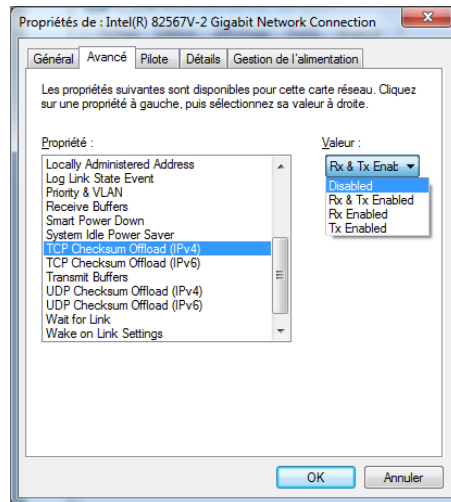 Propriétés de : Intel(R) 82567V-2 Gigabit Network Connection
Général Avancé Pilote Détails Gestion de l'alimentation
Les propriétés suivantes sont disponibles pour cette carte réseau. Cliquez
sur une propriété à gauche, puis sélectionnez sa valeur à droite.
Propriété :
Locally Administered Address
Log Link State Event
Priority & VLAN
Receive Buffers
Smart Power Down
System Idle Power Saver
TCP Checksum Offload (IPv4)
TCP Checksum Offload (IPv6)
Transmit Buffers
UDP Checksum Offload (IPv4)
UDP Checksum Offload (IPv6)
Wait for Link
Wake on Link Settings
Valeur :
Rx & Tx Enab
Disabled
Rx & Tx Enabled
Rx Enabled
Tx Enabled
OK Annuler